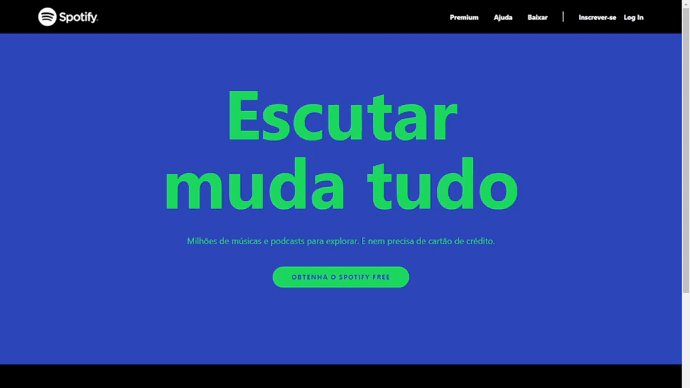 Spotify
Premium Ajuda Baixar Inscrever-se Log In
Escutar
muda tudo
Milhões de músicas e podcasts para explorar. E nem precisa de cartão de crédito.
OBTENHA O SPOTIFY FREE